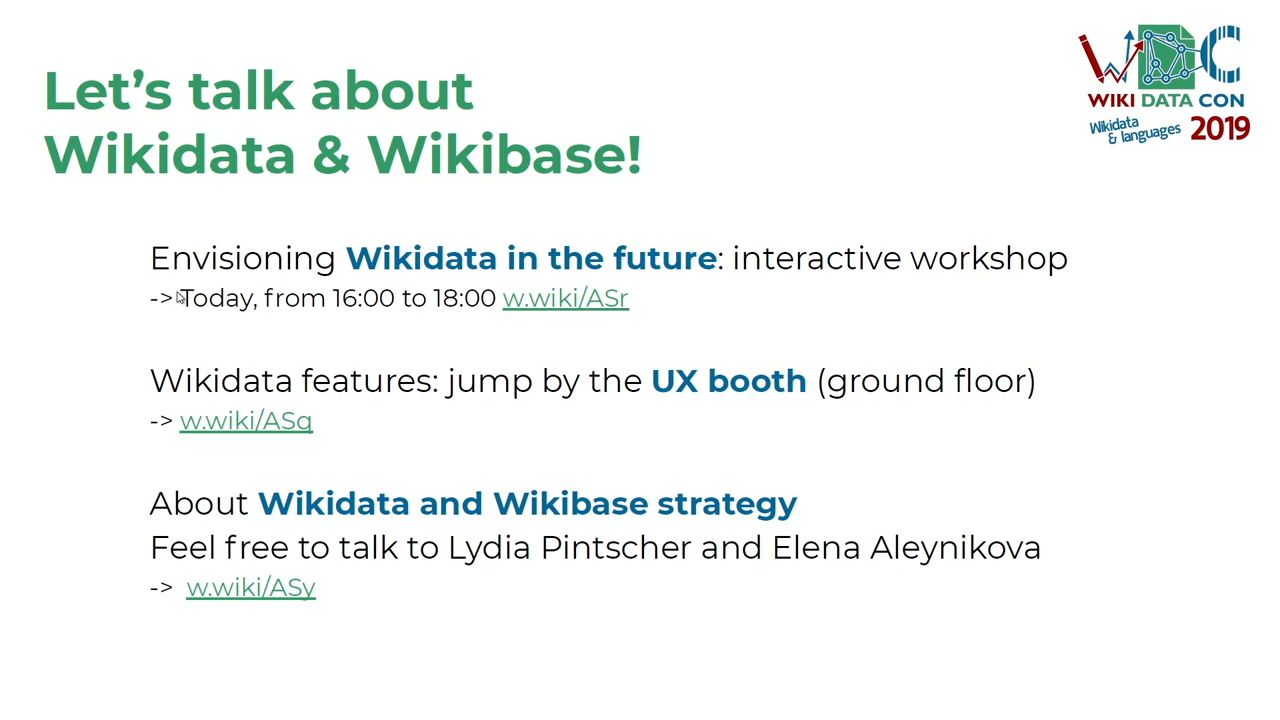 Let's talk about
Wikidata & Wikibase!
WDC
WIKI DATA CON
Wikidata
& languages 2019
Envisioning Wikidata in the future: interactive workshop
-> Today, from 16:00 to 18:00 w.wiki/ASr
Wikidata features: jump by the UX booth (ground floor)
-> w.wiki/ASq
About Wikidata and Wikibase strategy
Feel free to talk to Lydia Pintscher and Elena Aleynikova
-> w.wiki/ASy